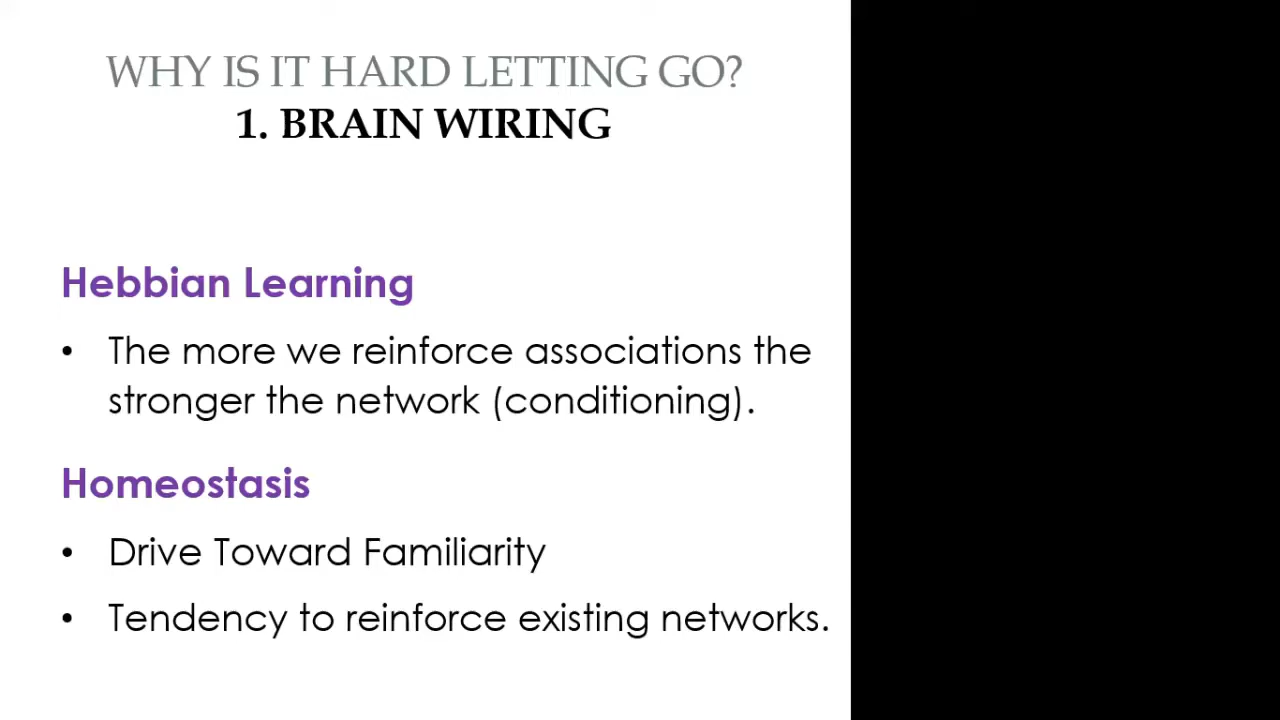 WHY IS IT HARD LETTING GO?
1. BRAIN WIRING
Hebbian Learning
• The more we reinforce associations the
stronger the network (conditioning).
Homeostasis
• Drive Toward Familiarity
• Tendency to reinforce existing networks.